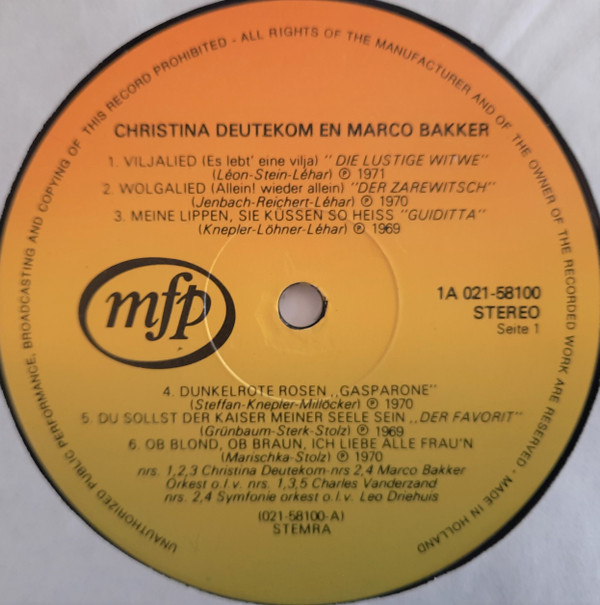 UNAUTHORIZED PUBLIC PERFORMANCE, BROADCASTING AND COPYING OF THIS RECORD PROHIBITED - ALL RIGHTS OF THE MANUFACTURER AND OF THE OWNER OF THE RECORDED WORK ARE RESERVED - MADE IN HOLLAND
CHRISTINA DEUTEKOM EN MARCO BAKKER
1. VILJALIED (Es lebt' eine vilja) "DIE LUSTIGE WITWE"
(Léon-Stein-Léhar) ℗ 1971
2. WOLGALIED (Allein! wieder allein) "DER ZAREWITSCH"
(Jenbach-Reichert-Léhar) ℗ 1970
3. MEINE LIPPEN, SIE KÜSSEN SO HEISS "GUIDITTA"
(Knepler-Löhner-Léhar) ℗ 1969
mfp
1A 021-58100
STEREO
Seite 1
4. DUNKELROTE ROSEN ,,GASPARONE"
(Steffan-Knepler-Millöcker) ℗ 1970
5. DU SOLLST DER KAISER MEINER SEELE SEIN ,,DER FAVORIT"
(Grünbaum-Sterk-Stolz) ℗ 1969
6. OB BLOND, OB BRAUN, ICH LIEBE ALLE FRAU'N
(Marischka-Stolz) ℗ 1970
nrs. 1,2,3 Christina Deutekom-nrs 2,4 Marco Bakker
Orkest o.l.v. nrs. 1,3,5 Charles Vanderzand
nrs. 2,4 Symfonie orkest o.l.v. Leo Driehuis
(021-58100-A)
STEMRA